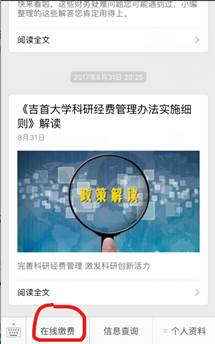 快来看啦，这些财务疑难问题您可能遇到过，小编
整理的这些解答您肯定用得上。
阅读全文
2017年8月31日 20:25
《吉首大学科研经费管理办法实施细
则》解读
8月31日
政策解读
完善科研经费管理 激发科研创新活力
阅读全文
在线缴费
信息查询
≡ 个人资料